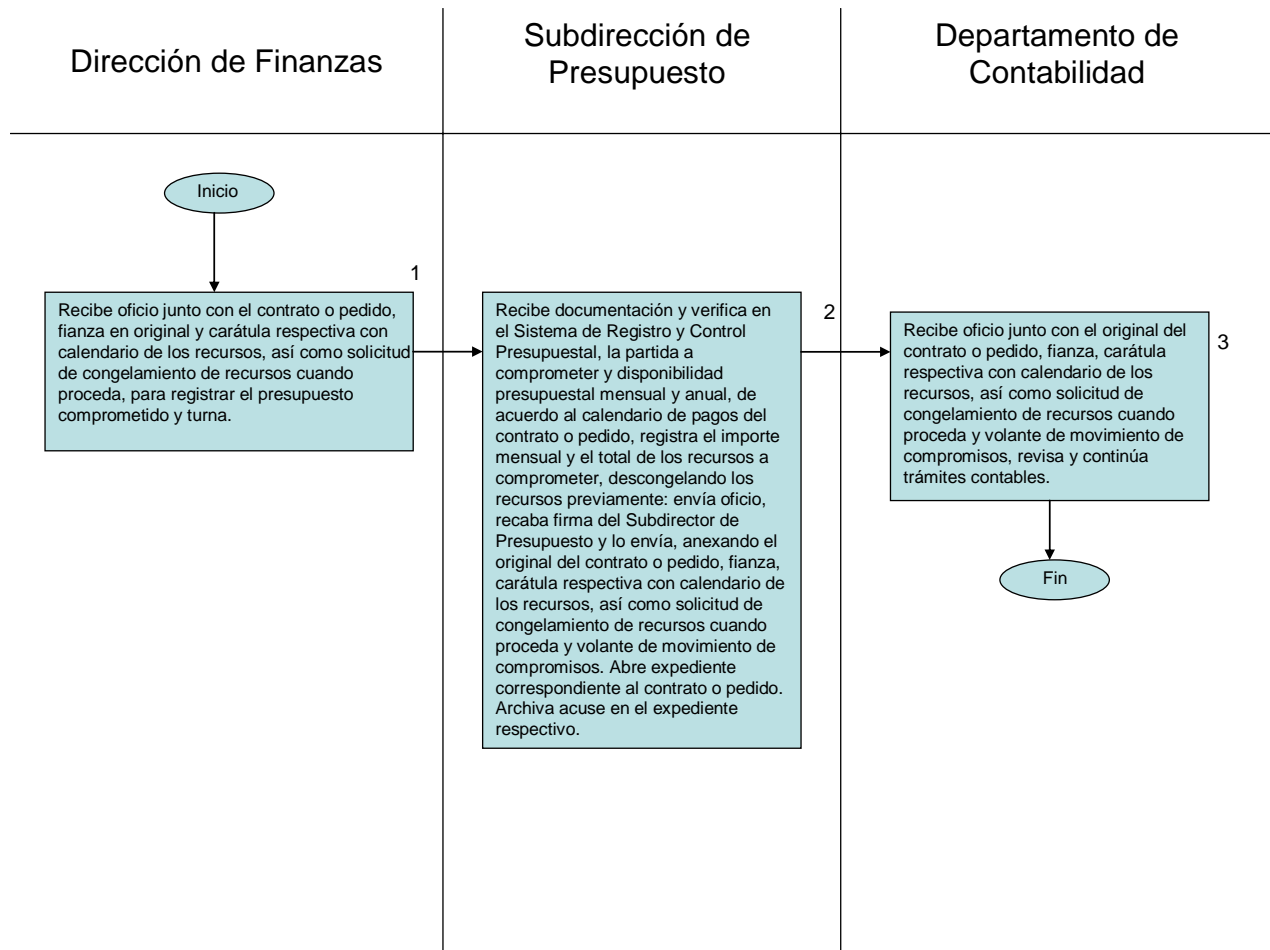 Dirección de Finanzas
Subdirección de
Presupuesto
Departamento de
Contabilidad
Inicio
1
Recibe oficio junto con el contrato o pedido,
fianza en original y carátula respectiva con
calendario de los recursos, así como solicitud
de congelamiento de recursos cuando
proceda, para registrar el presupuesto
comprometido y turna.
2
Recibe documentación y verifica en
el Sistema de Registro y Control
Presupuestal, la partida a
comprometer y disponibilidad
presupuestal mensual y anual, de
acuerdo al calendario de pagos del
contrato o pedido, registra el importe
mensual y el total de los recursos a
comprometer, descongelando los
recursos previamente: envía oficio,
recaba firma del Subdirector de
Presupuesto y lo envía, anexando el
original del contrato o pedido, fianza,
carátula respectiva con calendario de
los recursos, así como solicitud de
congelamiento de recursos cuando
proceda y volante de movimiento de
compromisos. Abre expediente
correspondiente al contrato o pedido.
Archiva acuse en el expediente
respectivo.
3
Recibe oficio junto con el original del
contrato o pedido, fianza, carátula
respectiva con calendario de los
recursos, así como solicitud de
congelamiento de recursos cuando
proceda y volante de movimiento de
compromisos, revisa y continúa
trámites contables.
Fin